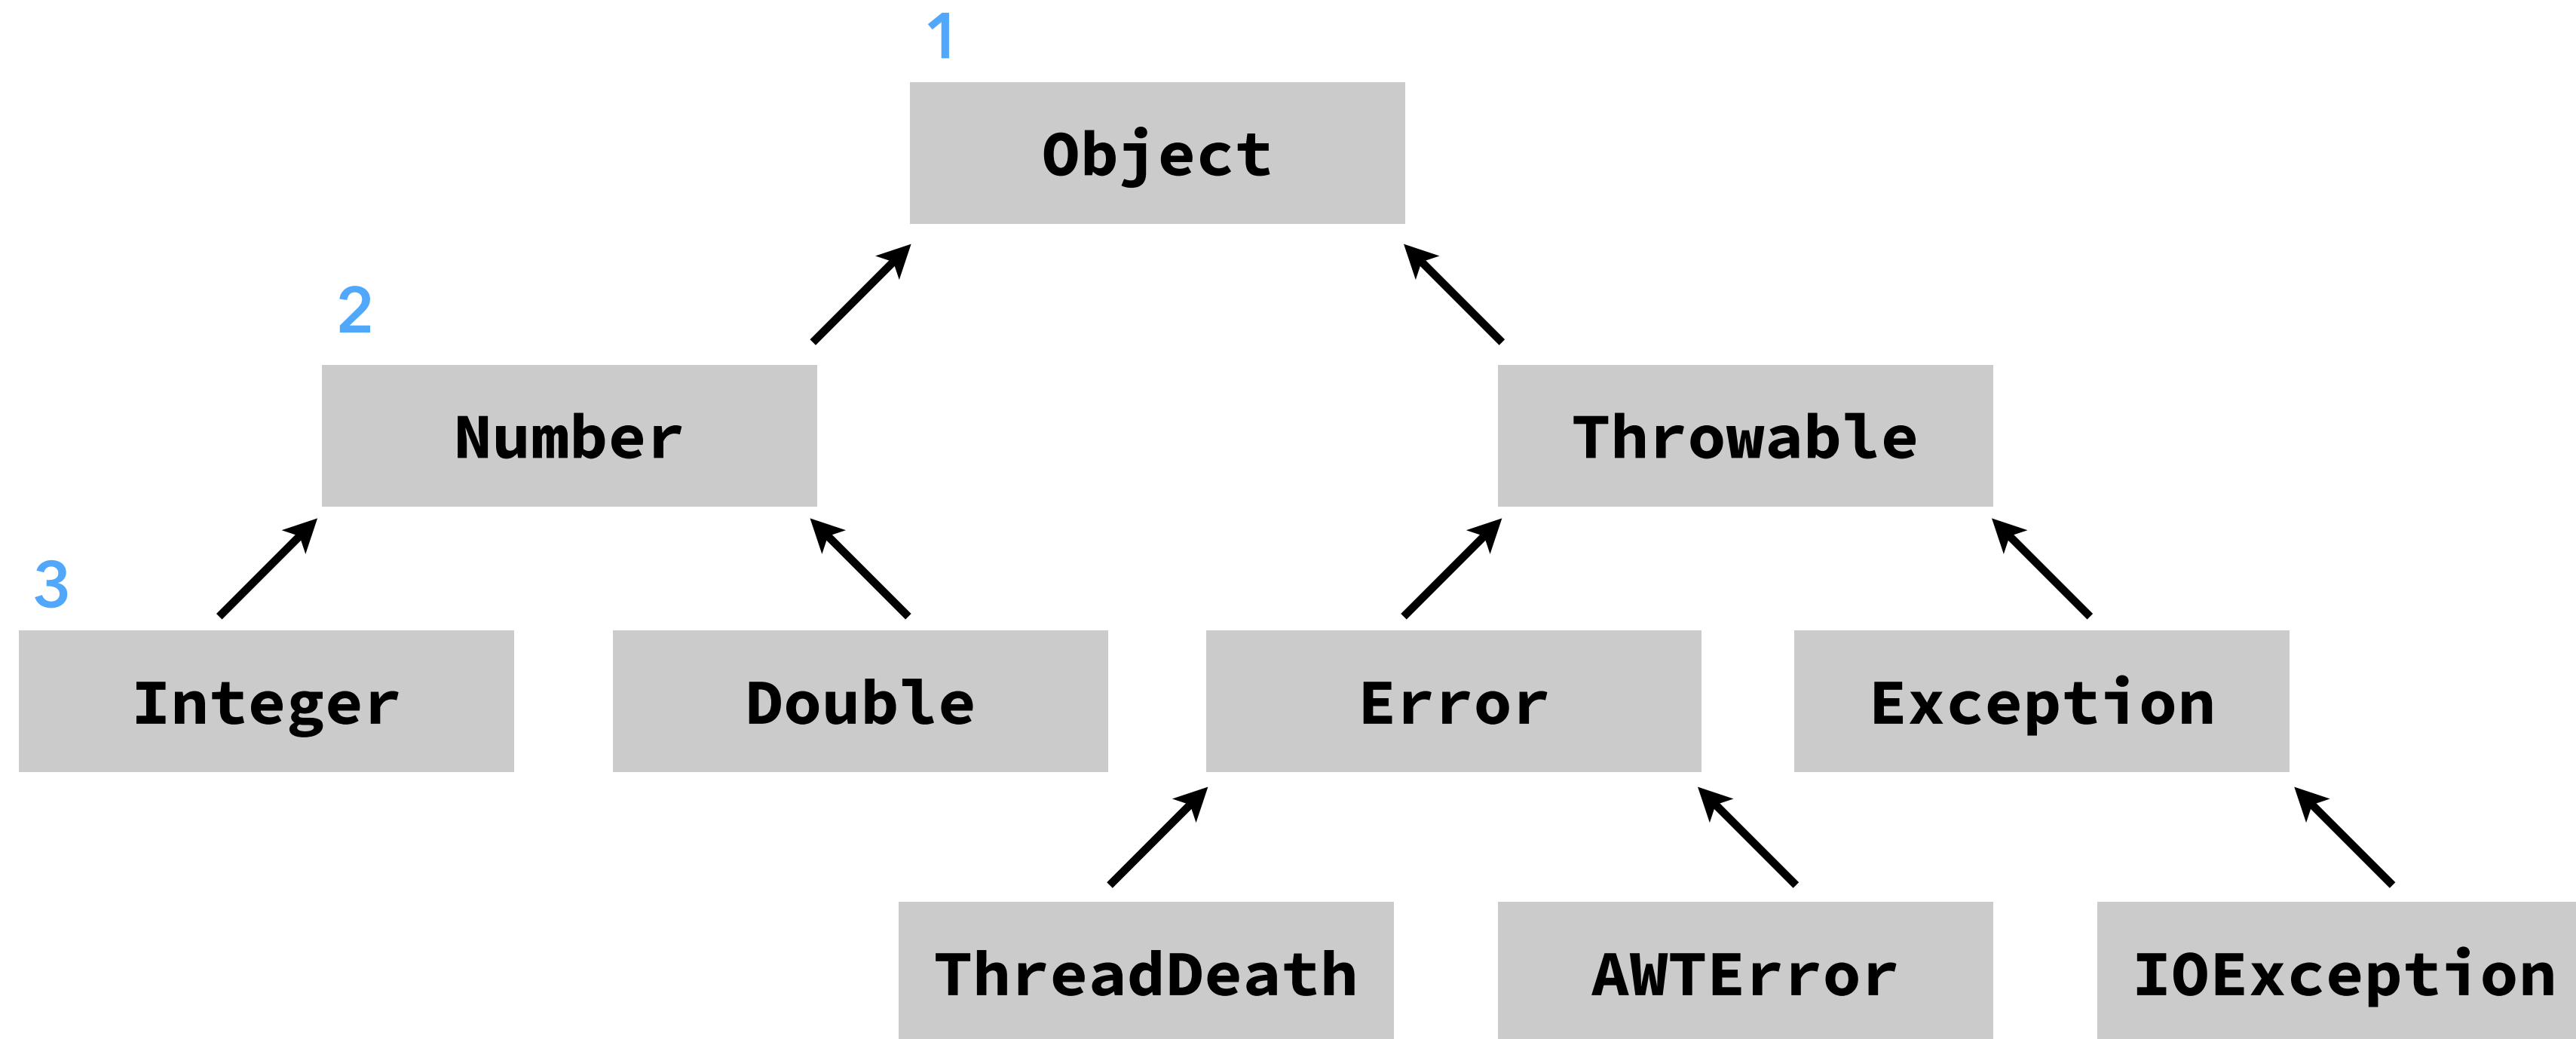 1
Object
2
Number
Throwable
3
Integer
Double
Error
Exception
ThreadDeath
AWTError
IOException